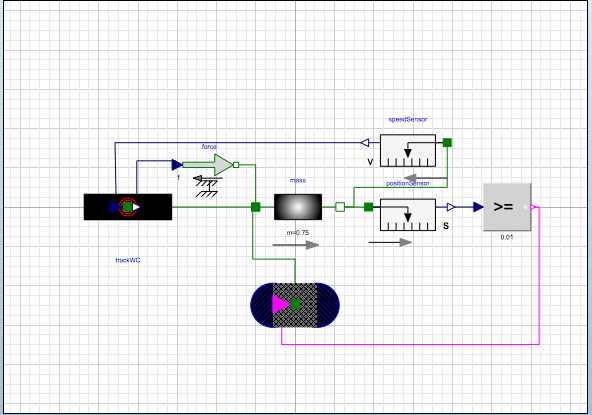 speedSensor
force
V
f
mass
positionSensor
>=
S
m=0.75
0.01
trackWC